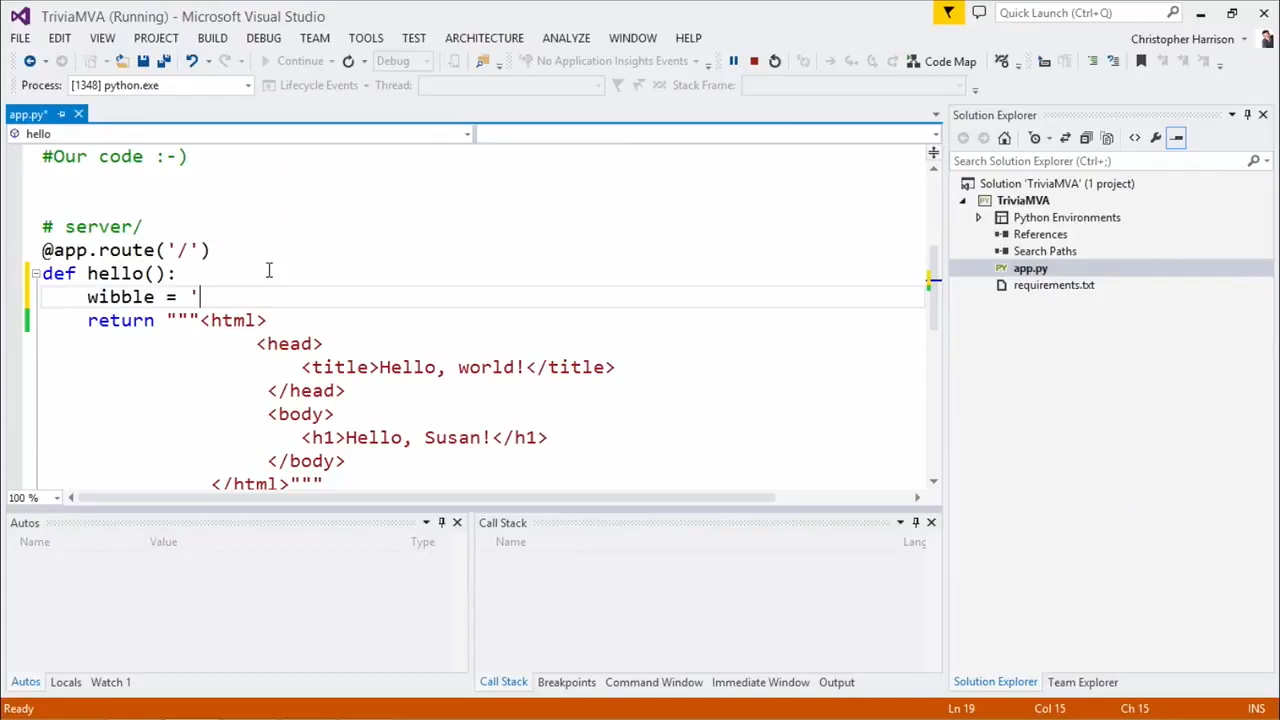 TriviaMVA (Running) - Microsoft Visual Studio
Quick Launch (Ctrl+Q)
FILE EDIT VIEW PROJECT BUILD DEBUG TEAM TOOLS TEST ARCHITECTURE ANALYZE WINDOW HELP
Christopher Harrison
Continue Debug No Application Insights Events Code Map
Process: [1348] python.exe Lifecycle Events Thread: Stack Frame:
app.py*
hello
#Our code :-)
# server/
@app.route('/')
def hello():
wibble = '
return """<html>
<head>
<title>Hello, world!</title>
</head>
<body>
<h1>Hello, Susan!</h1>
</body>
</html>"""
100 %
Solution Explorer
Search Solution Explorer (Ctrl+;)
Solution 'TriviaMVA' (1 project)
TriviaMVA
Python Environments
References
Search Paths
app.py
requirements.txt
Autos
Name Value Type
Call Stack
Name Lang
Autos Locals Watch 1
Call Stack Breakpoints Command Window Immediate Window Output
Solution Explorer Team Explorer
Ready Ln 19 Col 15 Ch 15 INS